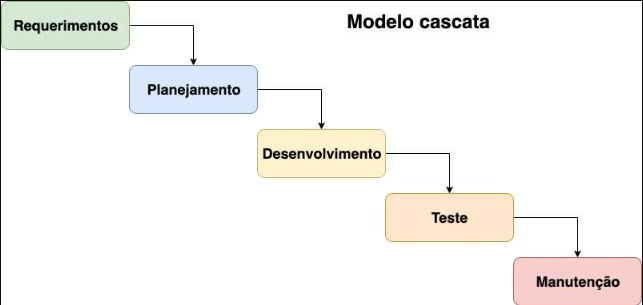 Modelo cascata
Requerimentos
Planejamento
Desenvolvimento
Teste
Manutenção